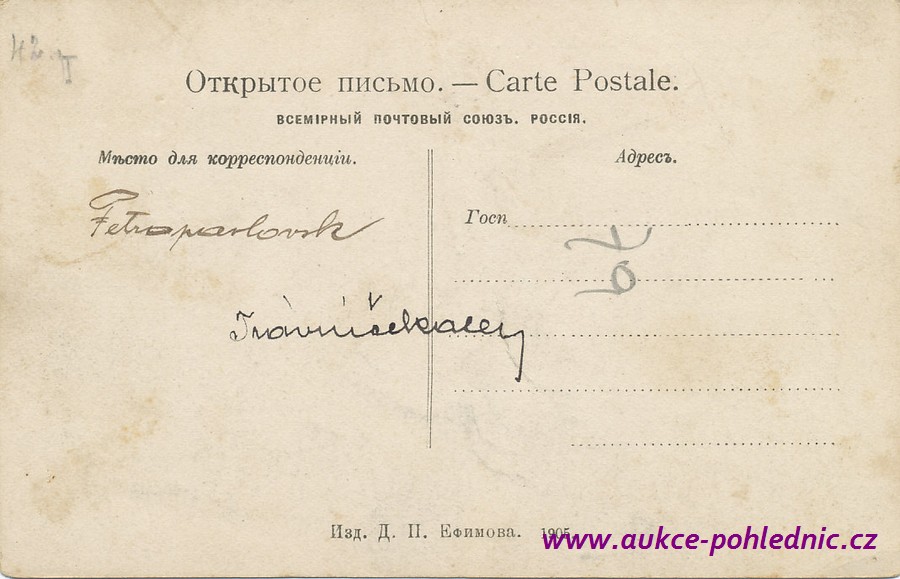 Открытое письмо. — Carte Postale.
ВСЕМІРНЫЙ ПОЧТОВЫЙ СОЮЗЪ. РОССІЯ.
Мѣсто для корреспонденціи.
Адресъ.
Petropavlovsk
Госп
Изд. Д. П. Ефимова. 1905
www.aukce-pohlednic.cz